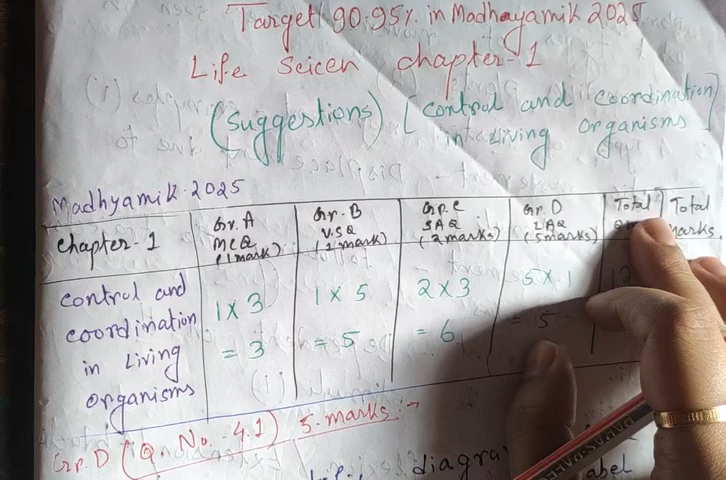 Target 90:95%. in Madhayamik 2025
Life Seicen chapter-1
(suggestions) [control and coordination
in Living organisms]
Madhyamik-2025
chapter-1
Gr. A
MCQ
(1 mark)
Gr. B
V.SQ
(1 mark)
Gr. C
SAQ
(2 marks)
Gr. D
LAQ
(5 marks)
Total
Total
marks.
control and
coordination
in Living
organisms
1 x 3
= 3
1 x 5
= 5
2 x 3
= 6
5 x 1
= 5
Gr. D (Q. No. - 4.1) 5-marks:-
label